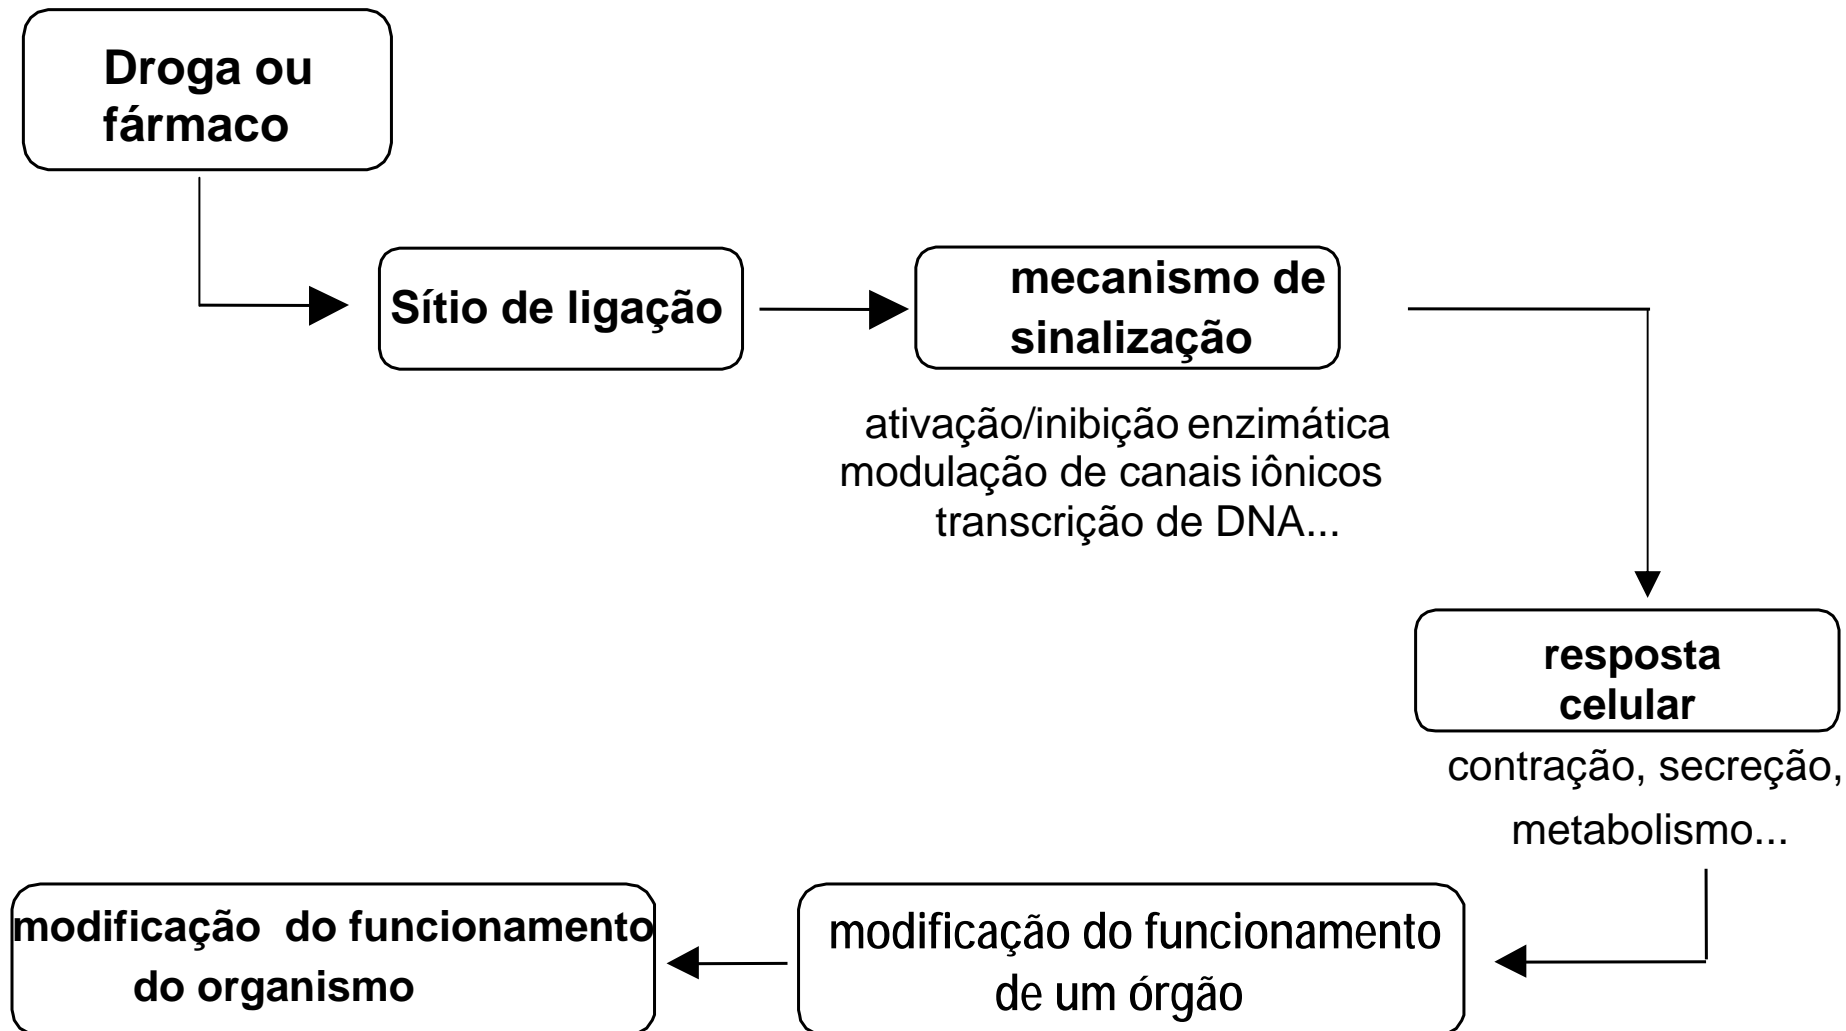 Droga ou
fármaco
Sítio de ligação
mecanismo de
sinalização
ativação/inibição enzimática
modulação de canais iônicos
transcrição de DNA...
resposta
celular
contração, secreção,
metabolismo...
modificação do funcionamento
de um órgão
modificação do funcionamento
do organismo